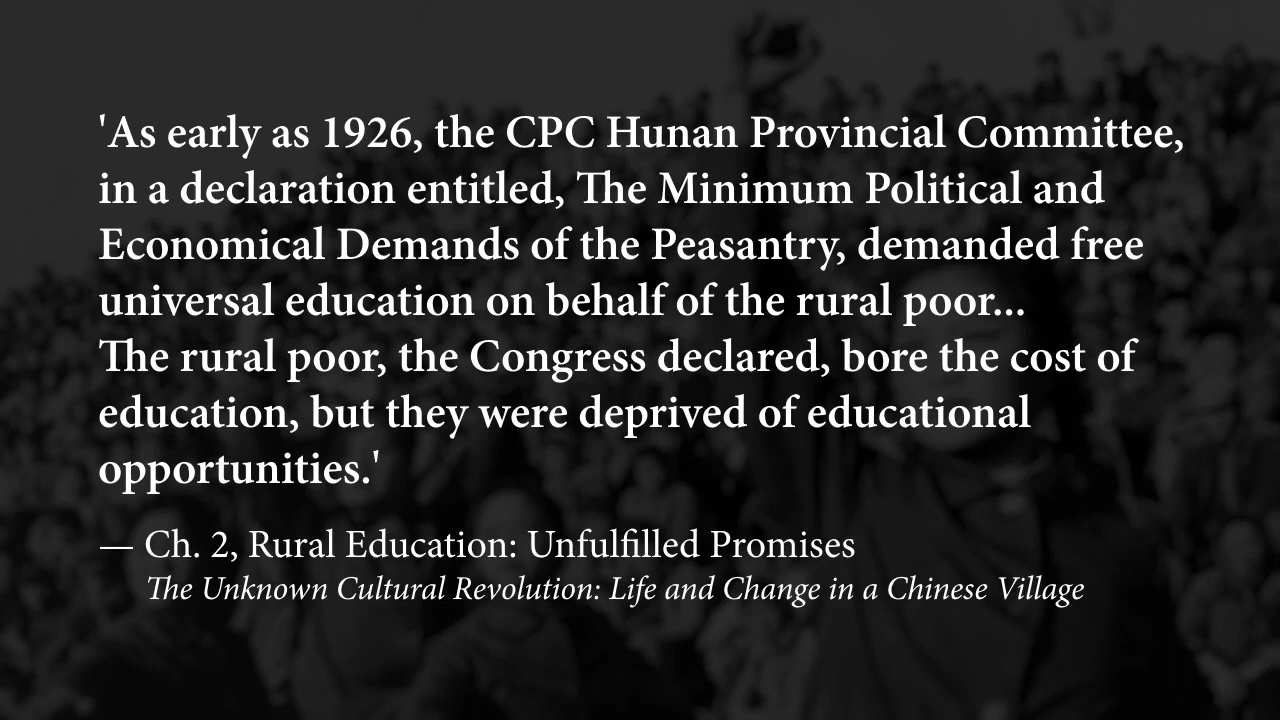 'As early as 1926, the CPC Hunan Provincial Committee,
in a declaration entitled, The Minimum Political and
Economical Demands of the Peasantry, demanded free
universal education on behalf of the rural poor...
The rural poor, the Congress declared, bore the cost of
education, but they were deprived of educational
opportunities.'
— Ch. 2, Rural Education: Unfulfilled Promises
The Unknown Cultural Revolution: Life and Change in a Chinese Village